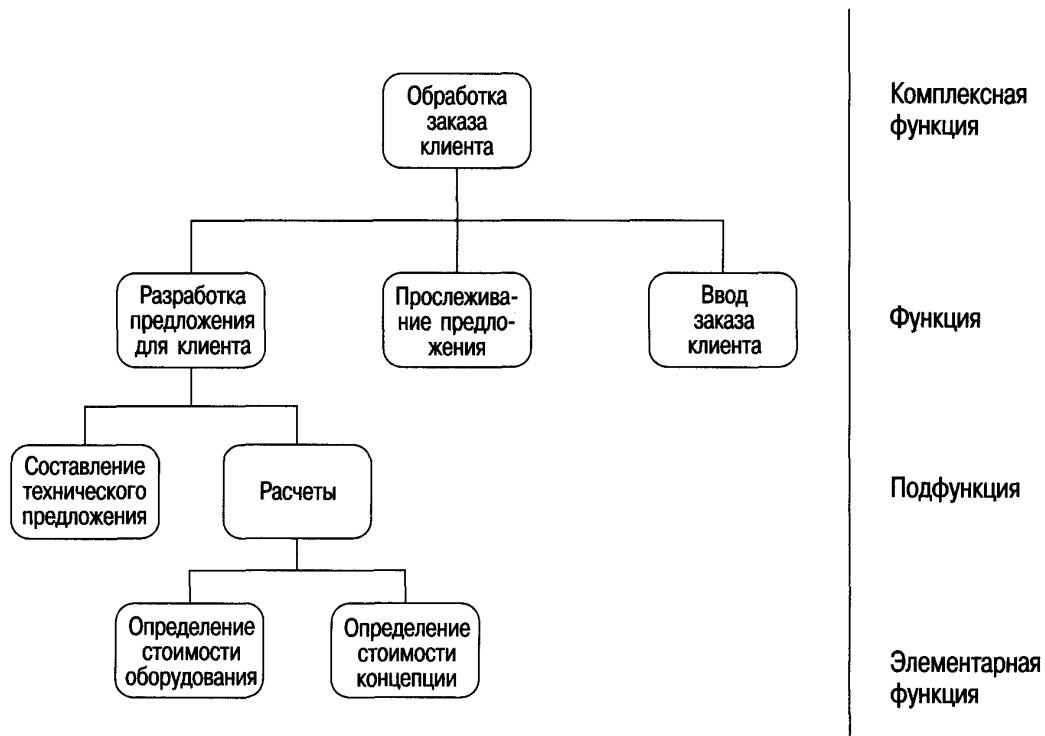 Обработка
заказа
клиента
Комплексная
функция
Разработка
предложения
для клиента
Прослежива-
ние предло-
жения
Ввод
заказа
клиента
Функция
Составление
технического
предложения
Расчеты
Подфункция
Определение
стоимости
оборудования
Определение
стоимости
концепции
Элементарная
функция